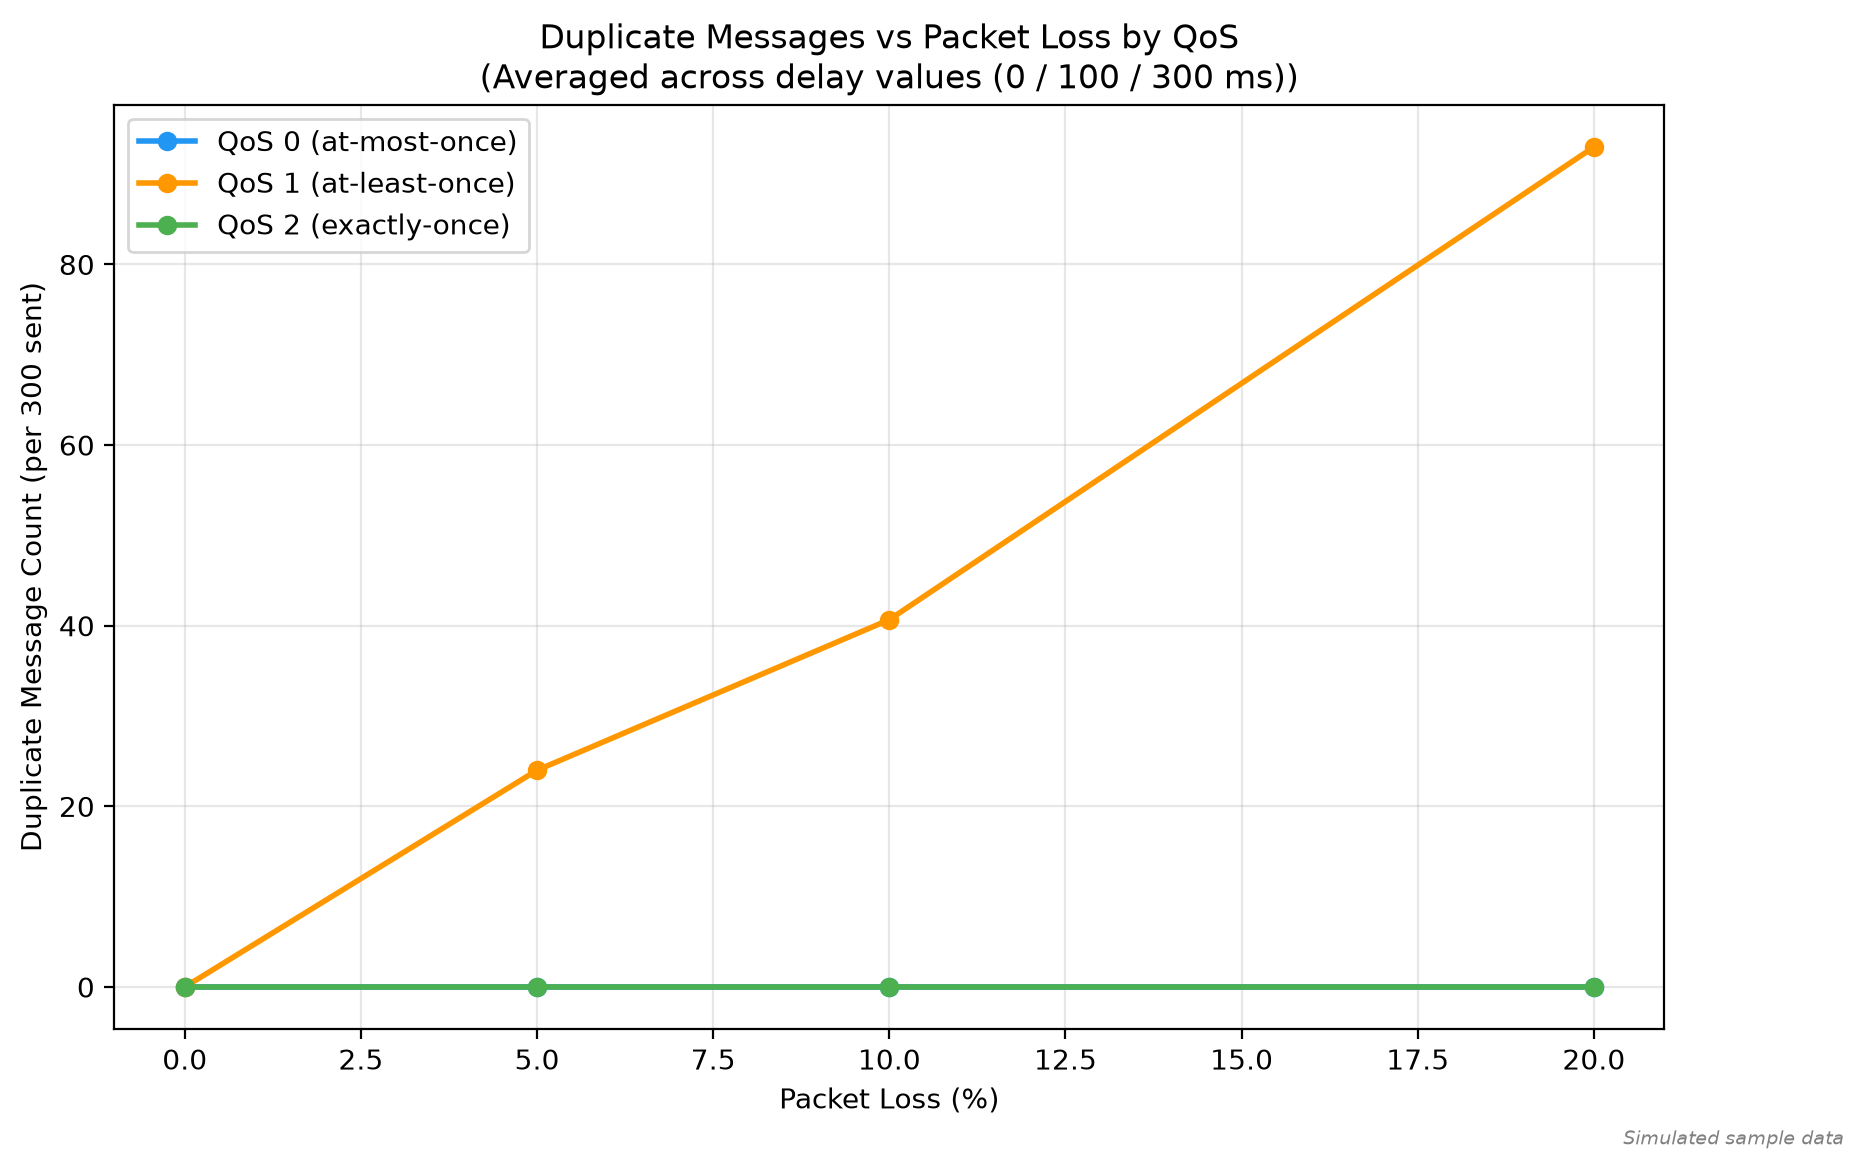 Duplicate Messages vs Packet Loss by QoS
(Averaged across delay values (0 / 100 / 300 ms))
QoS 0 (at-most-once)
QoS 1 (at-least-once)
QoS 2 (exactly-once)
Duplicate Message Count (per 300 sent)
80
60
40
20
0
0.0 2.5 5.0 7.5 10.0 12.5 15.0 17.5 20.0
Packet Loss (%)
Simulated sample data